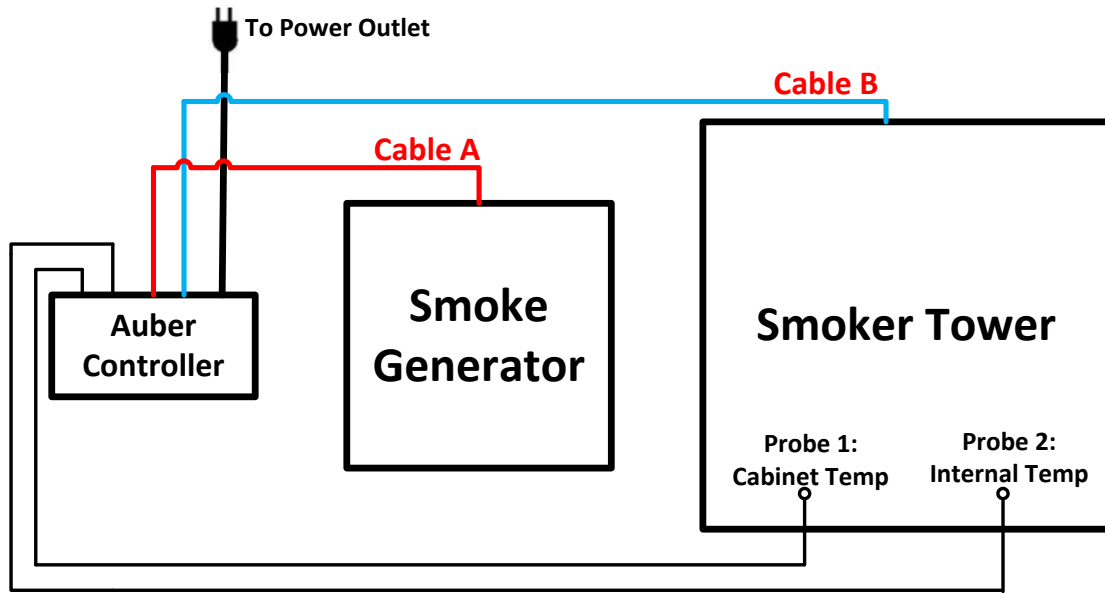 To Power Outlet
Cable B
Cable A
Auber
Controller
Smoke
Generator
Smoker Tower
Probe 1:
Cabinet Temp
Probe 2:
Internal Temp